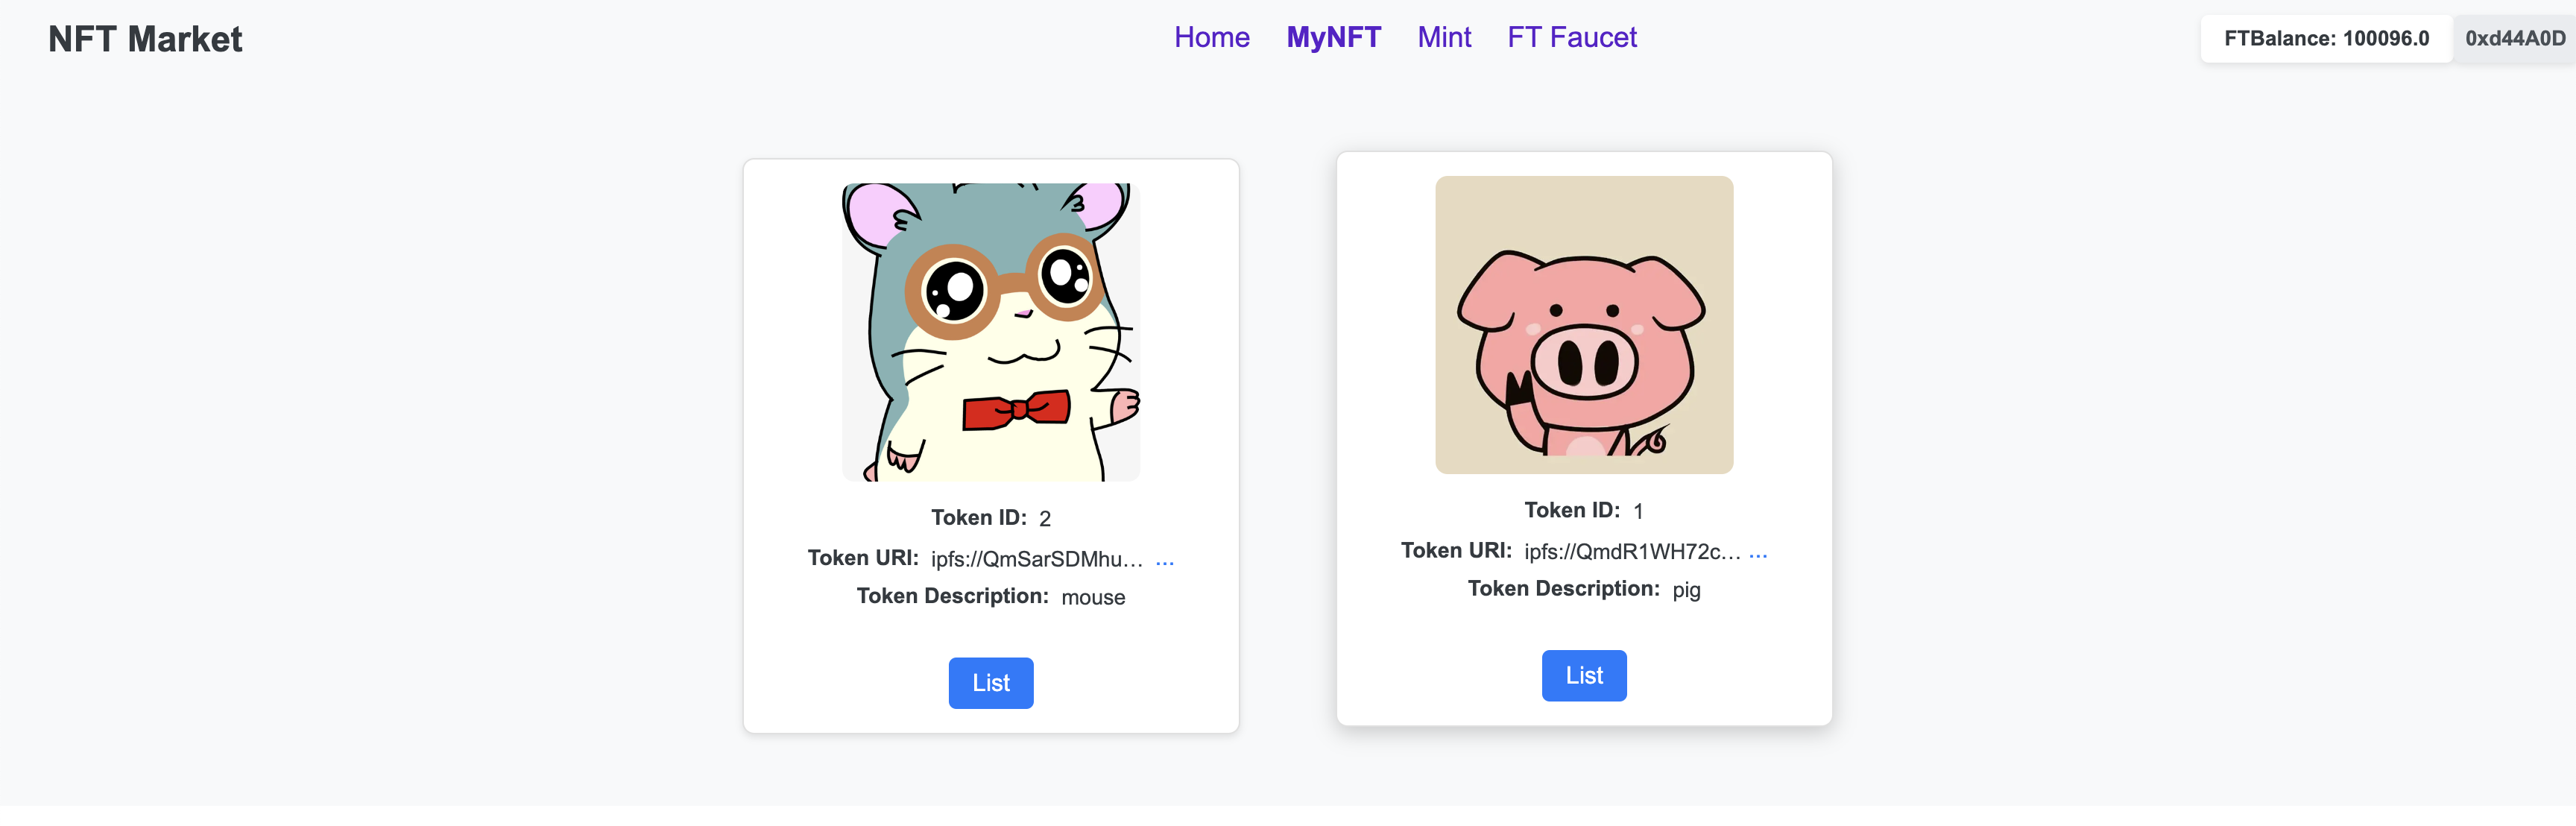 NFT Market
Home MyNFT Mint FT Faucet
FTBalance: 100096.0 0xd44A0D
Token ID: 2
Token URI: ipfs://QmSarSDMhu... ...
Token Description: mouse
List
Token ID: 1
Token URI: ipfs://QmdR1WH72c... ...
Token Description: pig
List